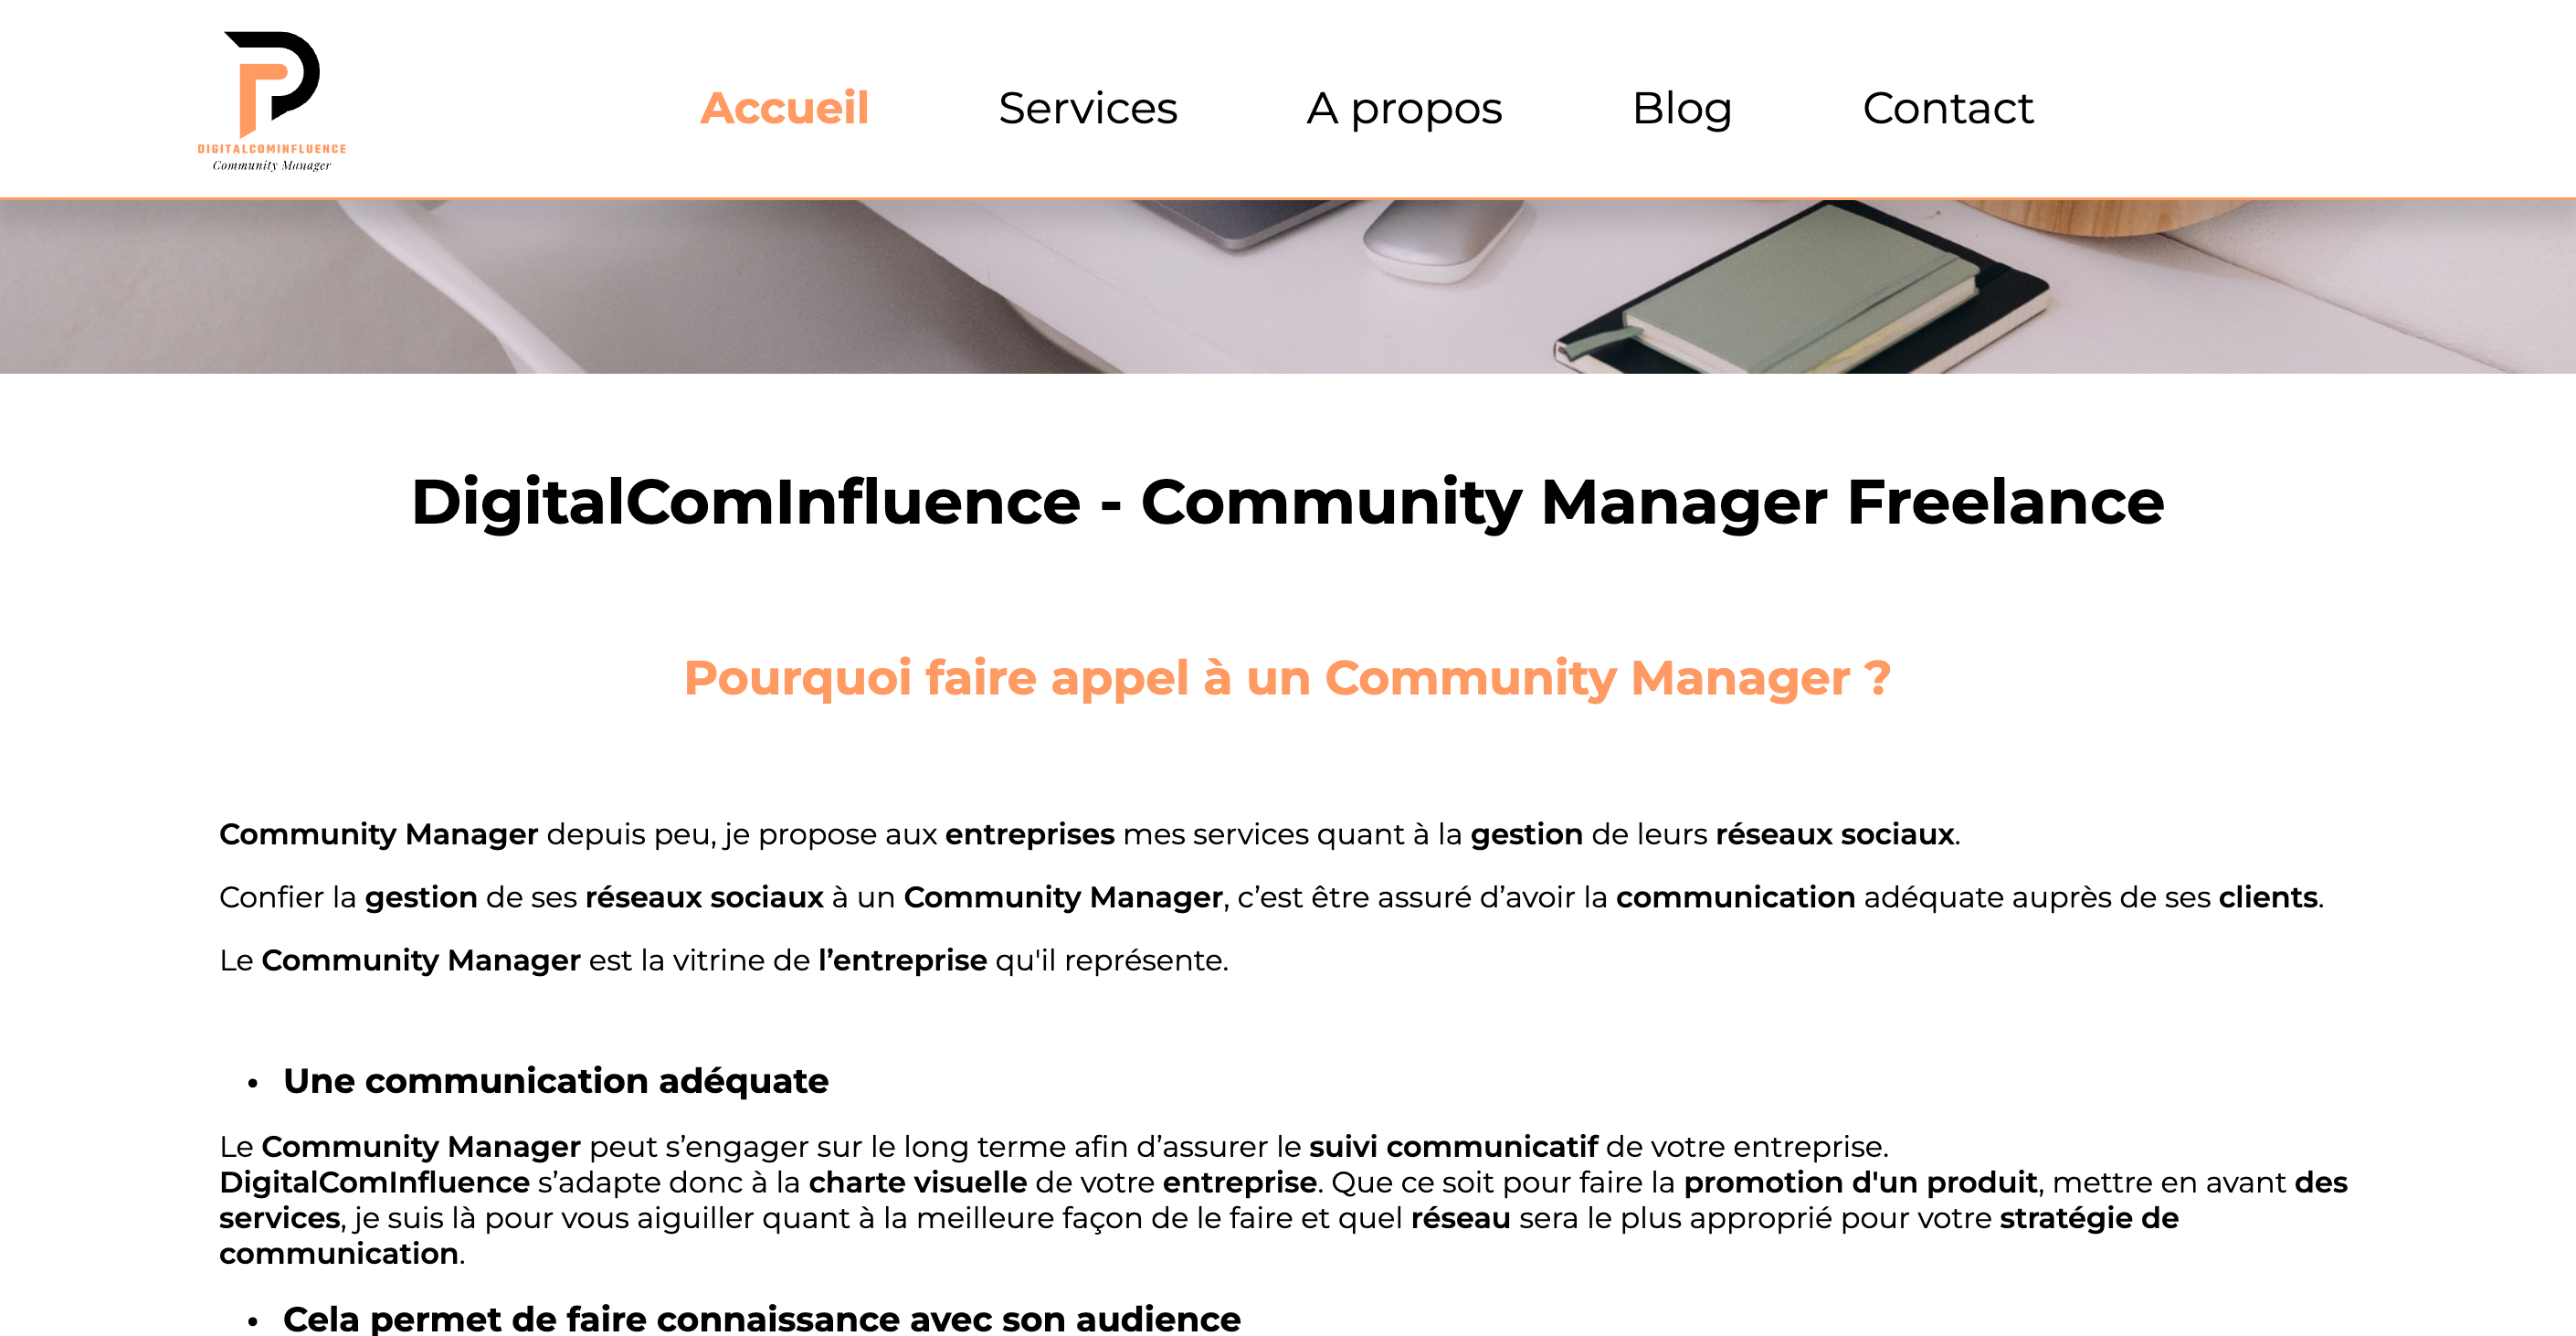 DIGITALCOMINFLUENCE
Community Manager
Accueil Services A propos Blog Contact
DigitalComInfluence - Community Manager Freelance
Pourquoi faire appel à un Community Manager ?
Community Manager depuis peu, je propose aux entreprises mes services quant à la gestion de leurs réseaux sociaux.
Confier la gestion de ses réseaux sociaux à un Community Manager, c’est être assuré d’avoir la communication adéquate auprès de ses clients.
Le Community Manager est la vitrine de l’entreprise qu'il représente.
• Une communication adéquate
Le Community Manager peut s’engager sur le long terme afin d’assurer le suivi communicatif de votre entreprise.
DigitalComInfluence s’adapte donc à la charte visuelle de votre entreprise. Que ce soit pour faire la promotion d'un produit, mettre en avant des
services, je suis là pour vous aiguiller quant à la meilleure façon de le faire et quel réseau sera le plus approprié pour votre stratégie de
communication.
• Cela permet de faire connaissance avec son audience